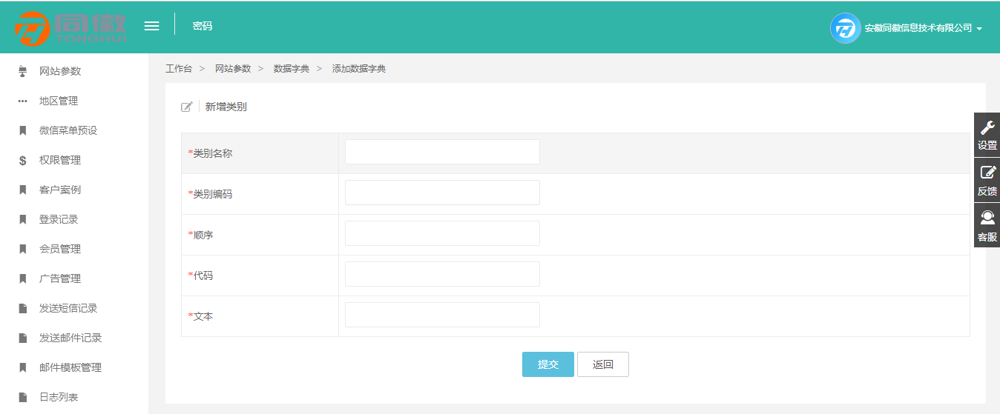 同徽
TONGHUI
密码
安徽同徽信息技术有限公司
网站参数
地区管理
微信菜单预设
权限管理
客户案例
登录记录
会员管理
广告管理
发送短信记录
发送邮件记录
邮件模板管理
日志列表
工作台 > 网站参数 > 数据字典 > 添加数据字典
新增类别
*类别名称
*类别编码
*顺序
*代码
*文本
提交 返回
设置
反馈
客服